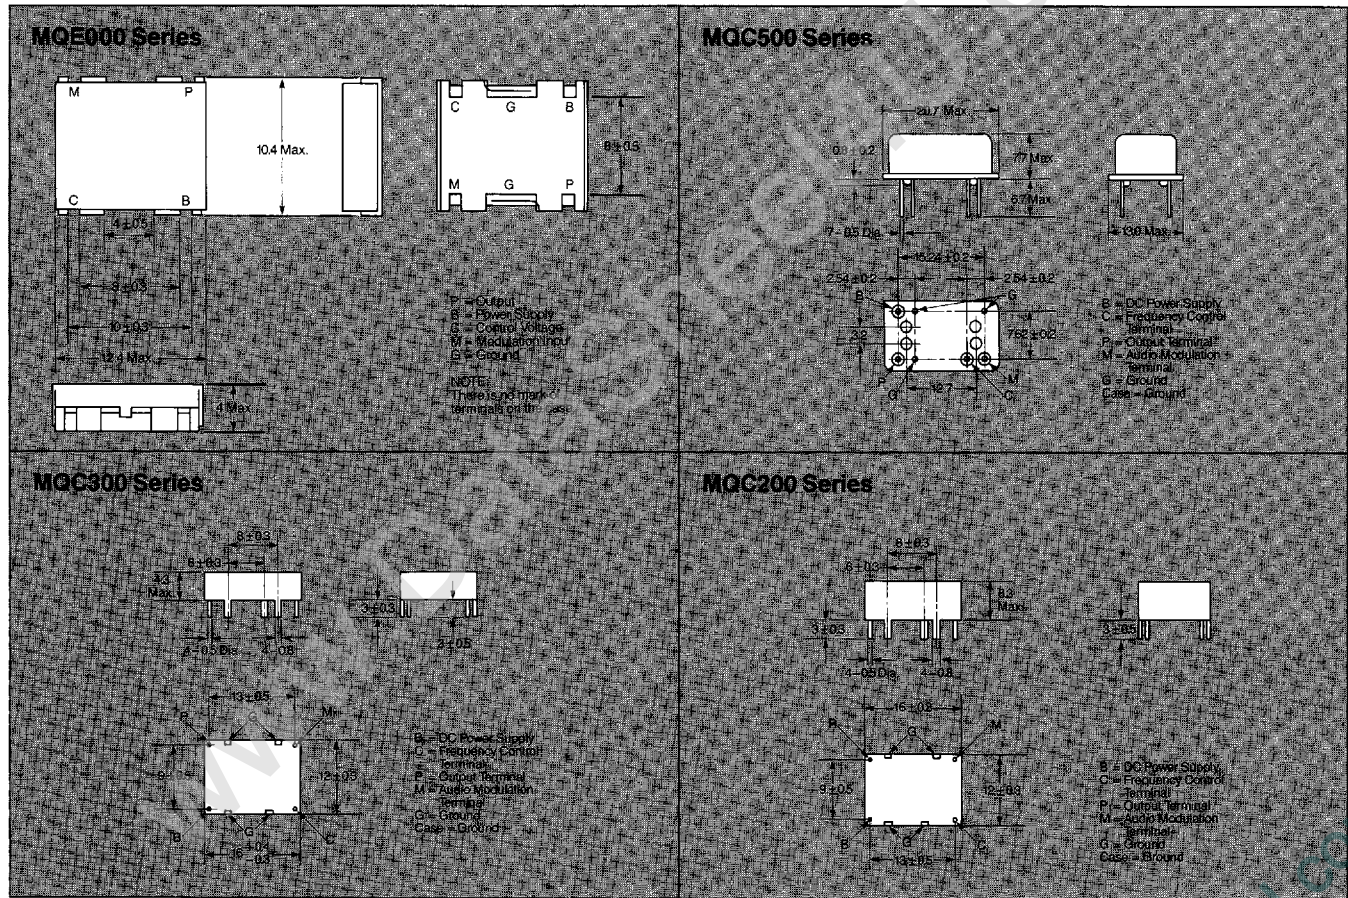 MQE000 Series
M P
10.4 Max.
C B
4±0.5
8±0.3
10±0.3
12.4 Max.
4 Max
C G B
8±0.5
M G P
P = Output
B = Power Supply
C = Control Voltage
M = Modulation Input
G = Ground
NOTE:
There is no mark of
terminals on the case
MQC500 Series
20.7 Max.
0.8±0.2
7.7 Max
6.7 Max
7-0.5 Dia
13.0 Max.
15.24±0.2
2.54±0.2
2.54±0.2
B
G
7.62±0.2
P
G
12.7
C
M
B = DC Power Supply
C = Frequency Control
Terminal
P = Output Terminal
M = Audio Modulation
Terminal
G = Ground
Case = Ground
MQC300 Series
8±0.3
6±0.3
Max.
3±0.3
3±0.5
4-0.5 Dia
4-0.8
13±0.5
P
G
M
12±0.3
B
G
C
B = DC Power Supply
C = Frequency Control
Terminal
P = Output Terminal
M = Audio Modulation
Terminal
G = Ground
Case = Ground
MQC200 Series
8±0.3
6±0.3
Max.
3±0.3
3±0.5
4-0.5 Dia
4-0.8
16±0.3
G
M
9±0.5
12±0.3
B
G
C
13±0.5
B = DC Power Supply
C = Frequency Control
Terminal
P = Output Terminal
M = Audio Modulation
Terminal
G = Ground
Case = Ground